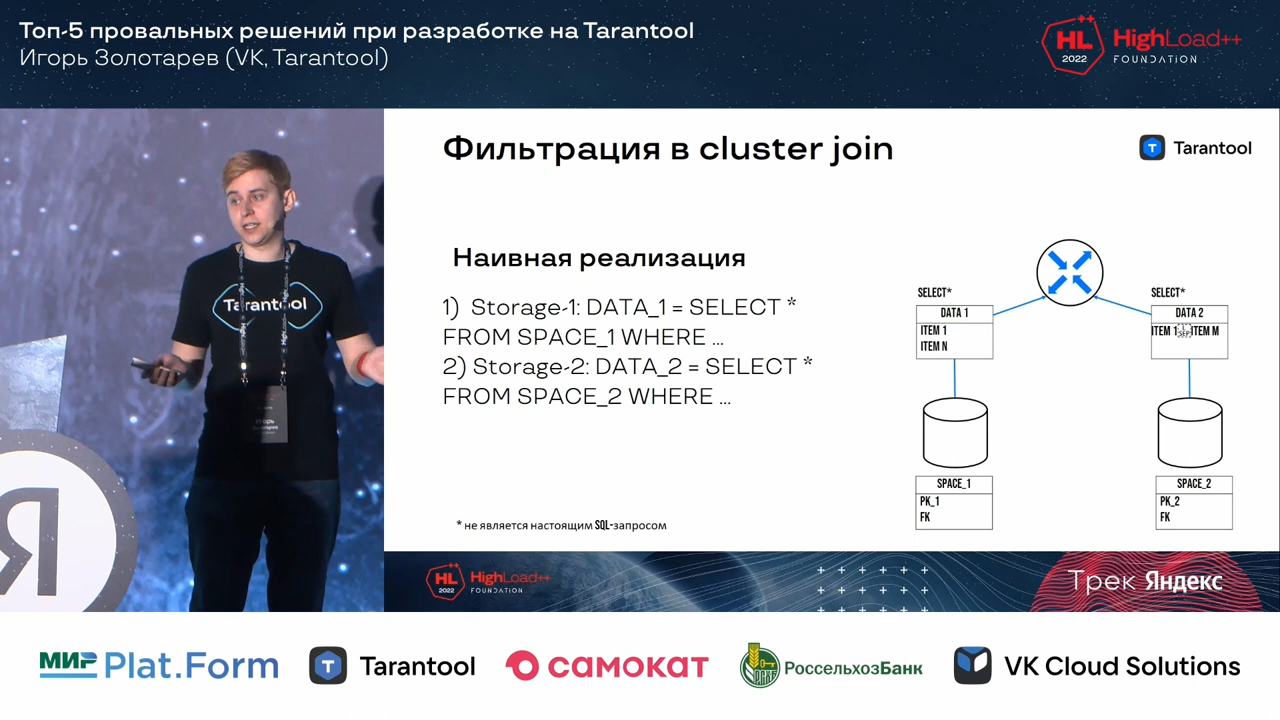 Топ-5 провальных решений при разработке на Tarantool
Игорь Золотарев (VK, Tarantool)
HL
2022
HighLoad++
FOUNDATION
Tarantool
Игорь
Я
Фильтрация в cluster join
Tarantool
Наивная реализация
1) Storage-1: DATA_1 = SELECT *
FROM SPACE_1 WHERE ...
2) Storage-2: DATA_2 = SELECT *
FROM SPACE_2 WHERE ...
* не является настоящим SQL-запросом
SELECT*
DATA 1
ITEM 1
ITEM N
SPACE_1
PK_1
FK
SELECT*
DATA 2
ITEM 1 SEP ITEM M
SPACE_2
PK_2
FK
HL
2022
HighLoad++
FOUNDATION
Трек Яндекс
МИР Plat.Form
Tarantool
самокат
РоссельхозБанк
VK Cloud Solutions